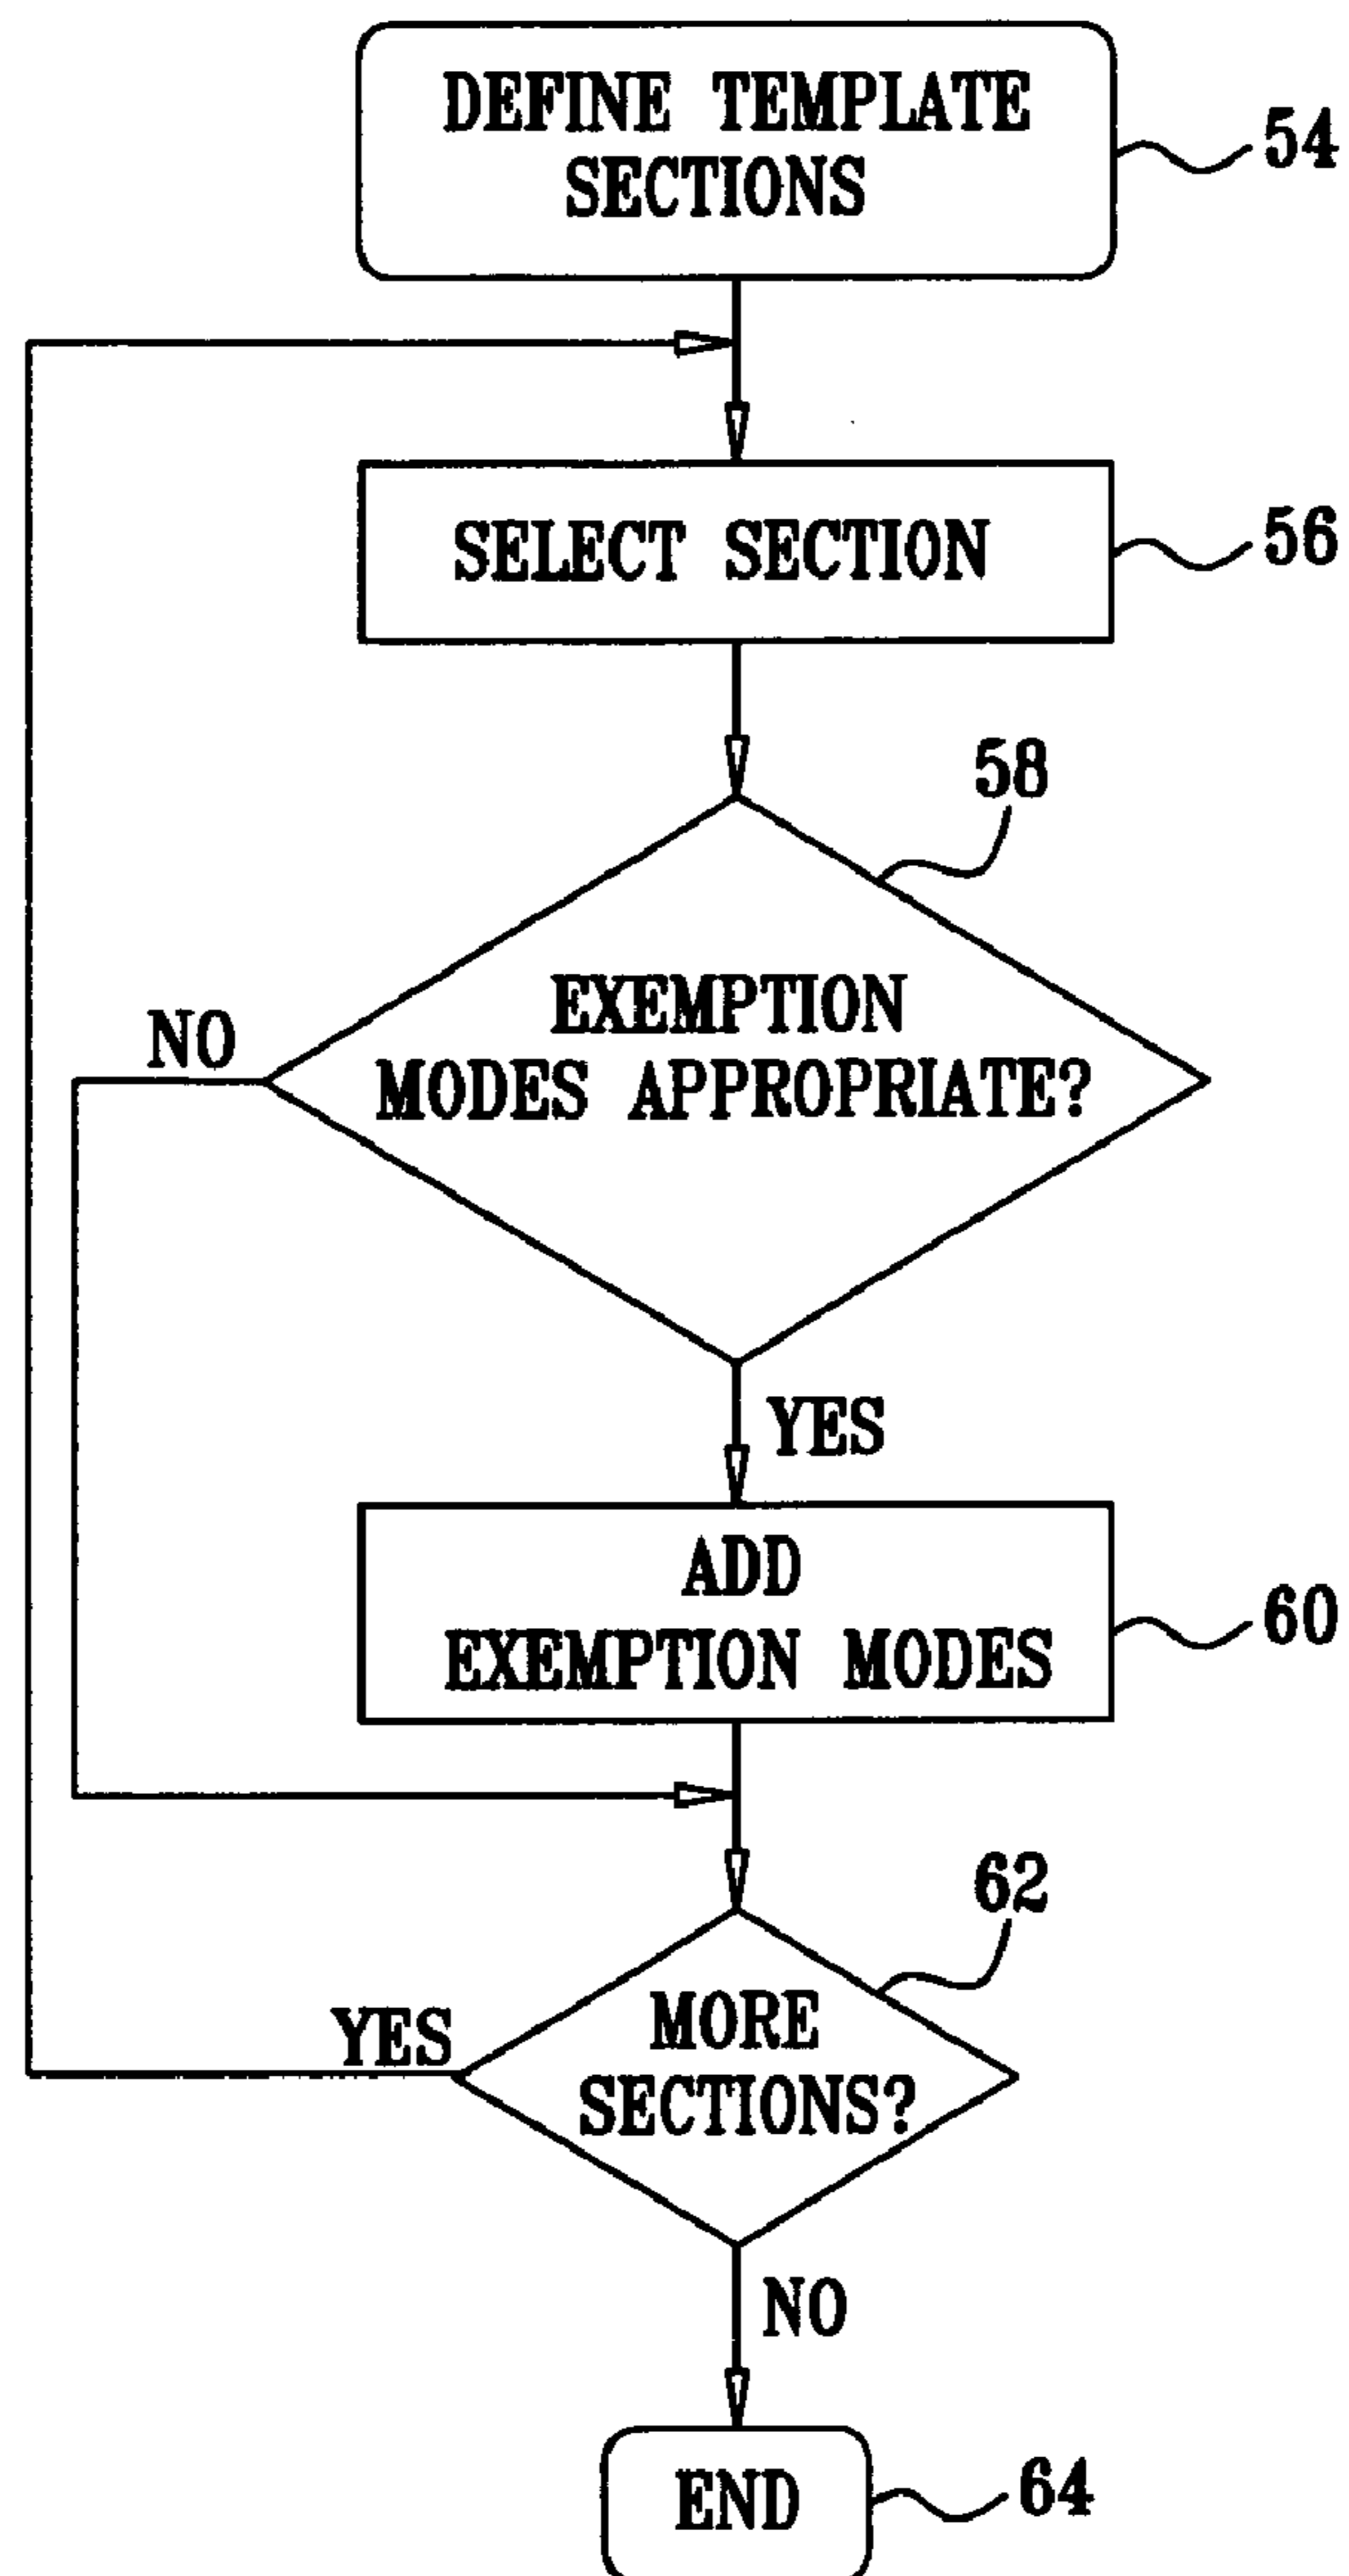 DEFINE TEMPLATE
SECTIONS
54
SELECT SECTION
56
58
EXEMPTION
MODES APPROPRIATE?
NO
YES
ADD
EXEMPTION MODES
60
62
MORE
SECTIONS?
YES
NO
END
64